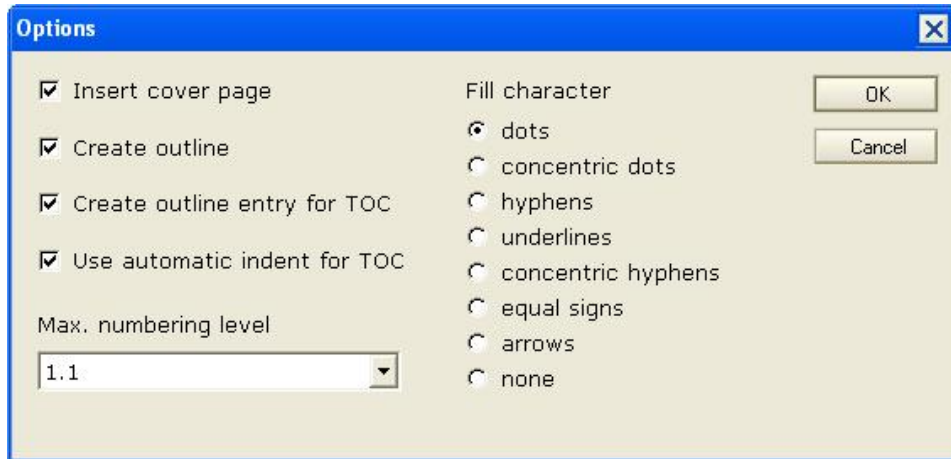 Options
Insert cover page
Create outline
Create outline entry for TOC
Use automatic indent for TOC
Max. numbering level
1.1
Fill character
dots
concentric dots
hyphens
underlines
concentric hyphens
equal signs
arrows
none
OK
Cancel